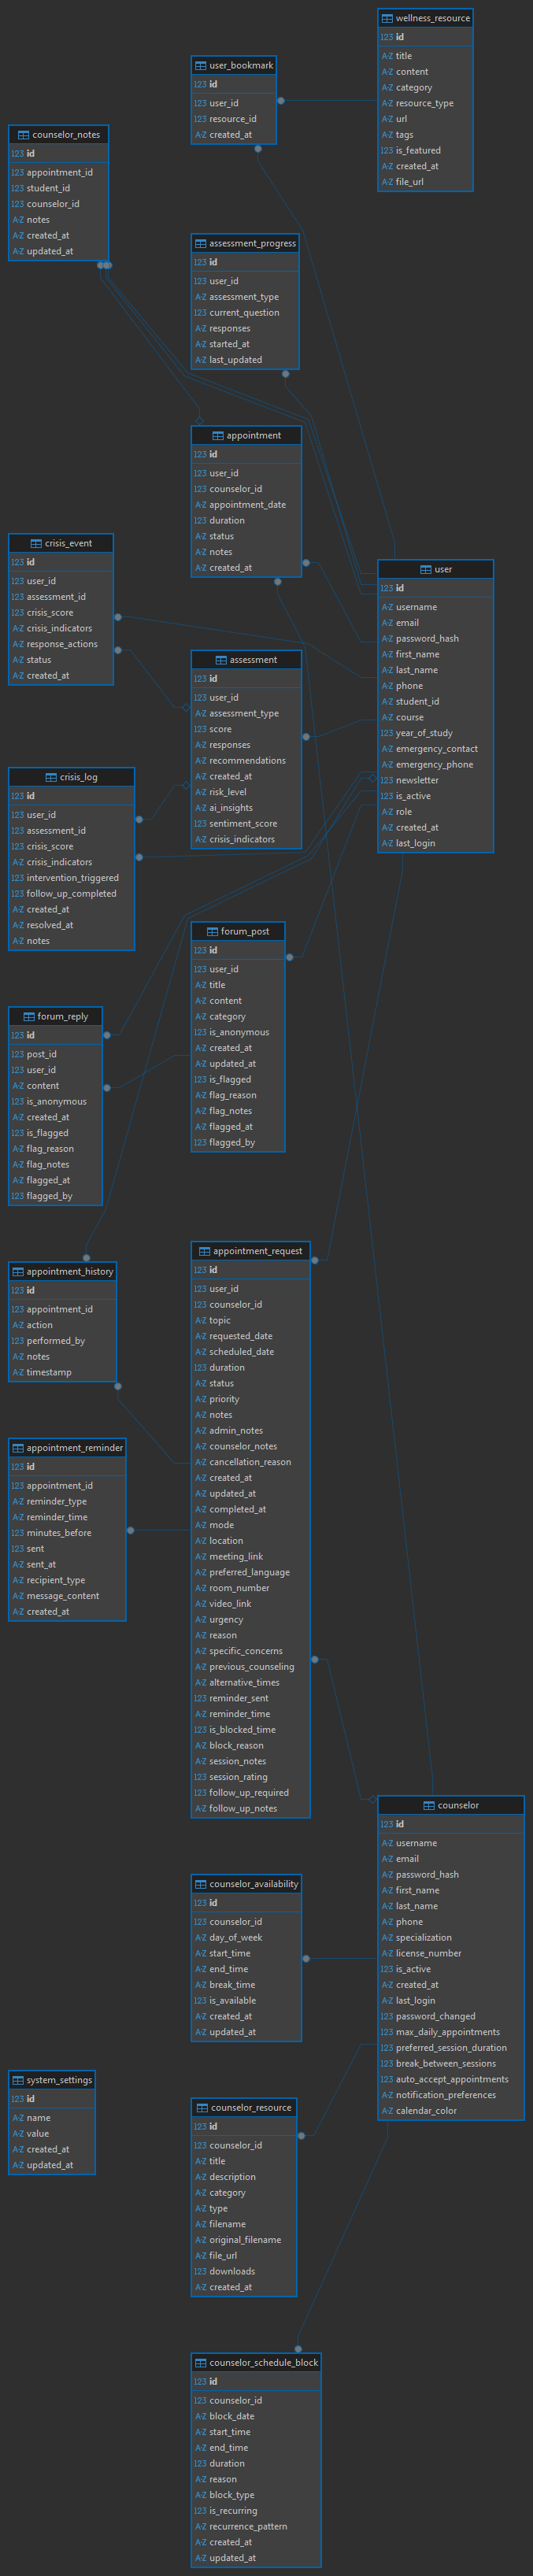 wellness_resource
123 id
A-Z title
A-Z content
A-Z category
A-Z resource_type
A-Z url
A-Z tags
123 is_featured
A-Z created_at
A-Z file_url
user_bookmark
123 id
123 user_id
123 resource_id
A-Z created_at
counselor_notes
123 id
123 appointment_id
123 student_id
123 counselor_id
A-Z notes
A-Z created_at
A-Z updated_at
assessment_progress
123 id
123 user_id
A-Z assessment_type
123 current_question
A-Z responses
A-Z started_at
A-Z last_updated
appointment
123 id
123 user_id
123 counselor_id
A-Z appointment_date
123 duration
A-Z status
A-Z notes
A-Z created_at
crisis_event
123 id
123 user_id
123 assessment_id
123 crisis_score
A-Z crisis_indicators
A-Z response_actions
A-Z status
A-Z created_at
user
123 id
A-Z username
A-Z email
A-Z password_hash
A-Z first_name
A-Z last_name
A-Z phone
A-Z student_id
A-Z course
123 year_of_study
A-Z emergency_contact
A-Z emergency_phone
123 newsletter
123 is_active
A-Z role
A-Z created_at
A-Z last_login
assessment
123 id
123 user_id
A-Z assessment_type
123 score
A-Z responses
A-Z recommendations
A-Z created_at
A-Z risk_level
A-Z ai_insights
123 sentiment_score
A-Z crisis_indicators
crisis_log
123 id
123 user_id
123 assessment_id
123 crisis_score
A-Z crisis_indicators
123 intervention_triggered
123 follow_up_completed
A-Z created_at
A-Z resolved_at
A-Z notes
forum_post
123 id
123 user_id
A-Z title
A-Z content
A-Z category
123 is_anonymous
A-Z created_at
A-Z updated_at
123 is_flagged
A-Z flag_reason
A-Z flag_notes
A-Z flagged_at
123 flagged_by
forum_reply
123 id
123 post_id
123 user_id
A-Z content
123 is_anonymous
A-Z created_at
123 is_flagged
A-Z flag_reason
A-Z flag_notes
A-Z flagged_at
123 flagged_by
appointment_request
123 id
123 user_id
123 counselor_id
A-Z topic
A-Z requested_date
A-Z scheduled_date
123 duration
A-Z status
A-Z priority
A-Z notes
A-Z admin_notes
A-Z counselor_notes
A-Z cancellation_reason
A-Z created_at
A-Z updated_at
A-Z completed_at
A-Z mode
A-Z location
A-Z meeting_link
A-Z preferred_language
A-Z room_number
A-Z video_link
A-Z urgency
A-Z reason
A-Z specific_concerns
A-Z previous_counseling
A-Z alternative_times
123 reminder_sent
A-Z reminder_time
123 is_blocked_time
A-Z block_reason
A-Z session_notes
123 session_rating
123 follow_up_required
A-Z follow_up_notes
appointment_history
123 id
123 appointment_id
A-Z action
123 performed_by
A-Z notes
A-Z timestamp
appointment_reminder
123 id
123 appointment_id
A-Z reminder_type
A-Z reminder_time
123 minutes_before
123 sent
A-Z sent_at
A-Z recipient_type
A-Z message_content
A-Z created_at
counselor
123 id
A-Z username
A-Z email
A-Z password_hash
A-Z first_name
A-Z last_name
A-Z phone
A-Z specialization
A-Z license_number
123 is_active
A-Z created_at
A-Z last_login
123 password_changed
123 max_daily_appointments
123 preferred_session_duration
123 break_between_sessions
123 auto_accept_appointments
A-Z notification_preferences
A-Z calendar_color
counselor_availability
123 id
123 counselor_id
A-Z day_of_week
A-Z start_time
A-Z end_time
A-Z break_time
123 is_available
A-Z created_at
A-Z updated_at
system_settings
123 id
A-Z name
A-Z value
A-Z created_at
A-Z updated_at
counselor_resource
123 id
123 counselor_id
A-Z title
A-Z description
A-Z category
A-Z type
A-Z filename
A-Z original_filename
A-Z file_url
123 downloads
A-Z created_at
counselor_schedule_block
123 id
123 counselor_id
A-Z block_date
A-Z start_time
A-Z end_time
123 duration
A-Z reason
A-Z block_type
123 is_recurring
A-Z recurrence_pattern
A-Z created_at
A-Z updated_at